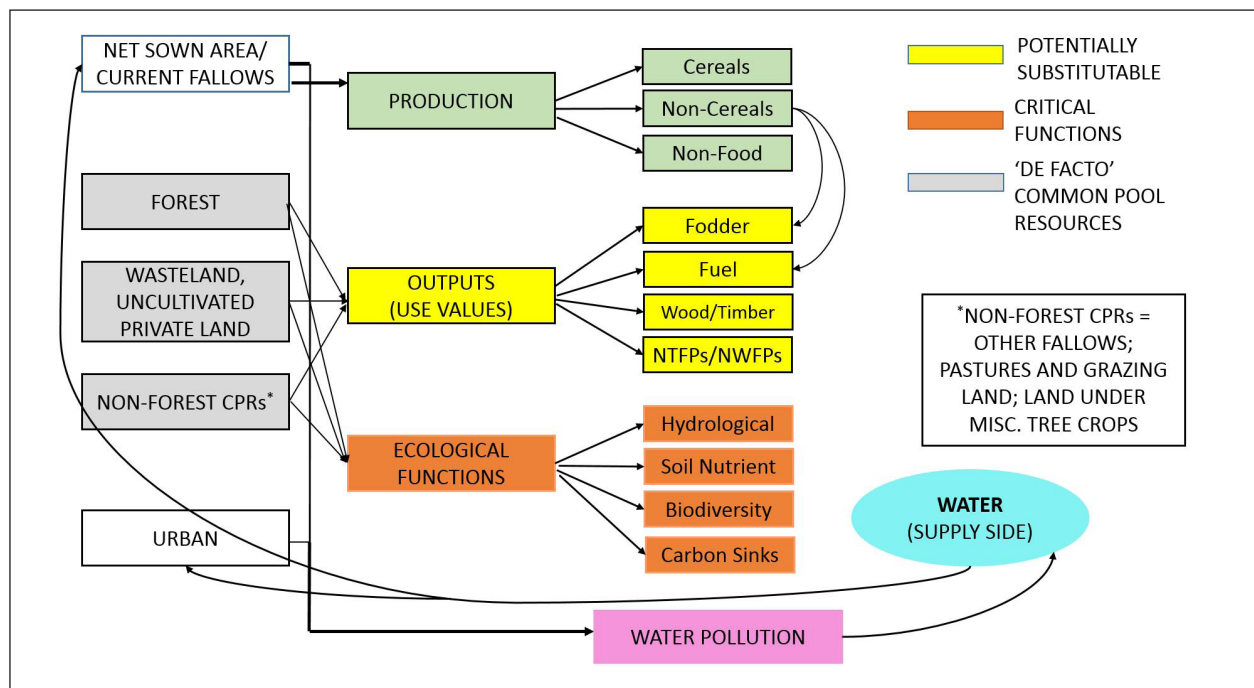 NET SOWN AREA/
CURRENT FALLOWS
PRODUCTION
Cereals
Non-Cereals
Non-Food
FOREST
WASTELAND,
UNCULTIVATED
PRIVATE LAND
NON-FOREST CPRs*
OUTPUTS
(USE VALUES)
Fodder
Fuel
Wood/Timber
NTFPs/NWFPs
ECOLOGICAL
FUNCTIONS
Hydrological
Soil Nutrient
Biodiversity
Carbon Sinks
URBAN
WATER POLLUTION
WATER
(SUPPLY SIDE)
POTENTIALLY
SUBSTITUTABLE
CRITICAL
FUNCTIONS
‘DE FACTO’
COMMON POOL
RESOURCES
*NON-FOREST CPRs =
OTHER FALLOWS;
PASTURES AND GRAZING
LAND; LAND UNDER
MISC. TREE CROPS